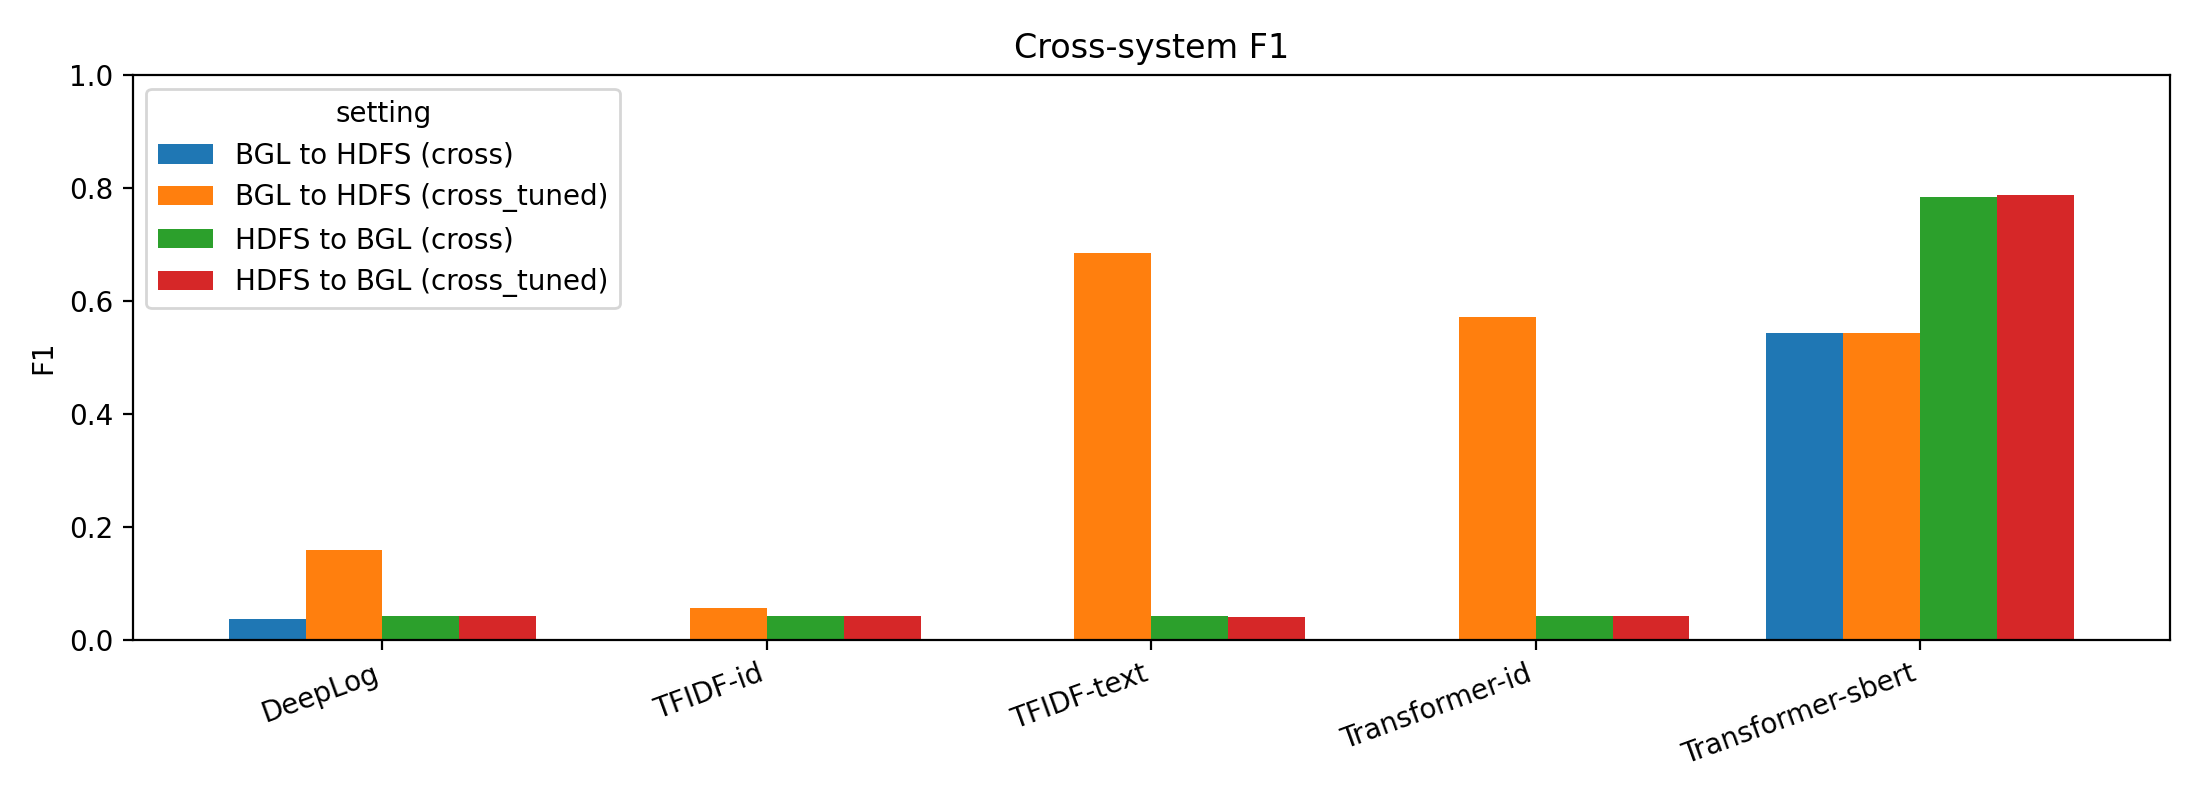 Cross-system F1
setting
BGL to HDFS (cross)
BGL to HDFS (cross_tuned)
HDFS to BGL (cross)
HDFS to BGL (cross_tuned)
F1
1.0
0.8
0.6
0.4
0.2
0.0
DeepLog
TFIDF-id
TFIDF-text
Transformer-id
Transformer-sbert